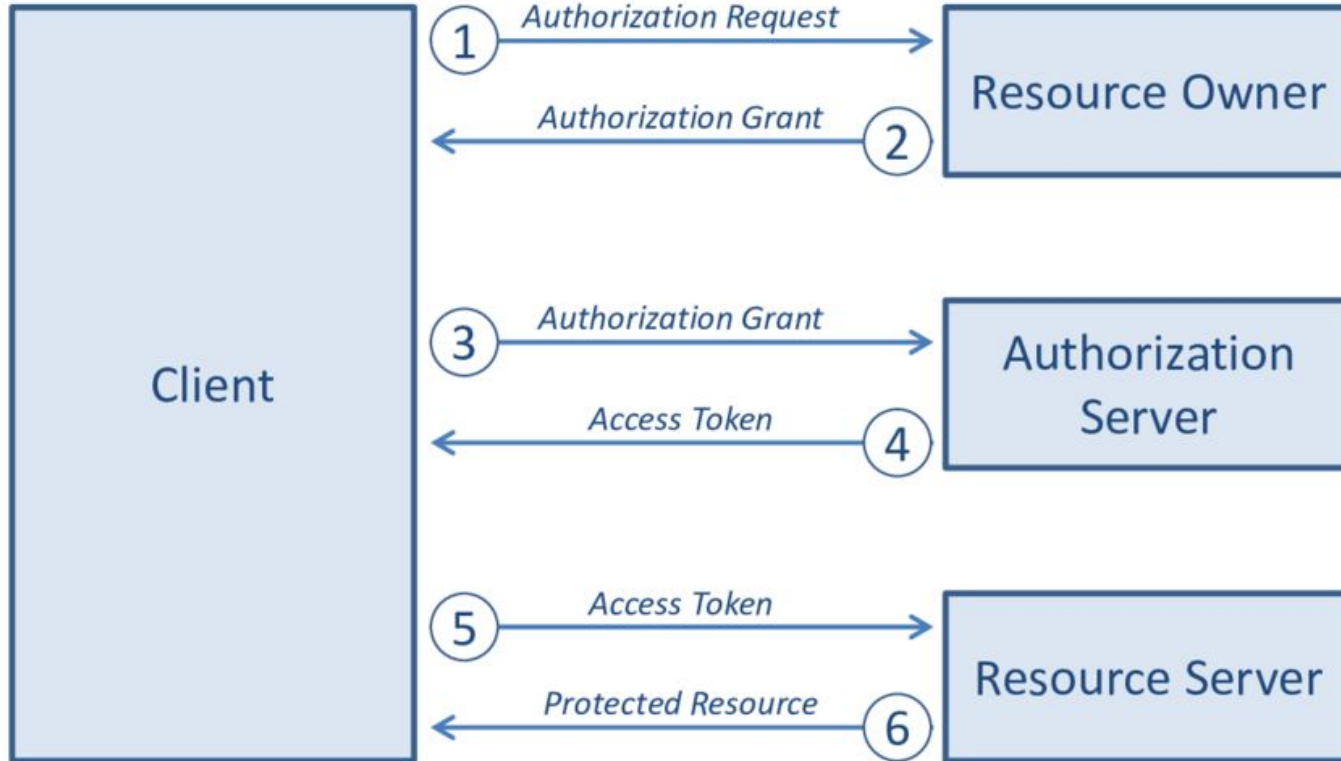 1
Authorization Request
Resource Owner
Authorization Grant
2
3
Authorization Grant
Authorization
Server
Client
Access Token
4
5
Access Token
Resource Server
Protected Resource
6